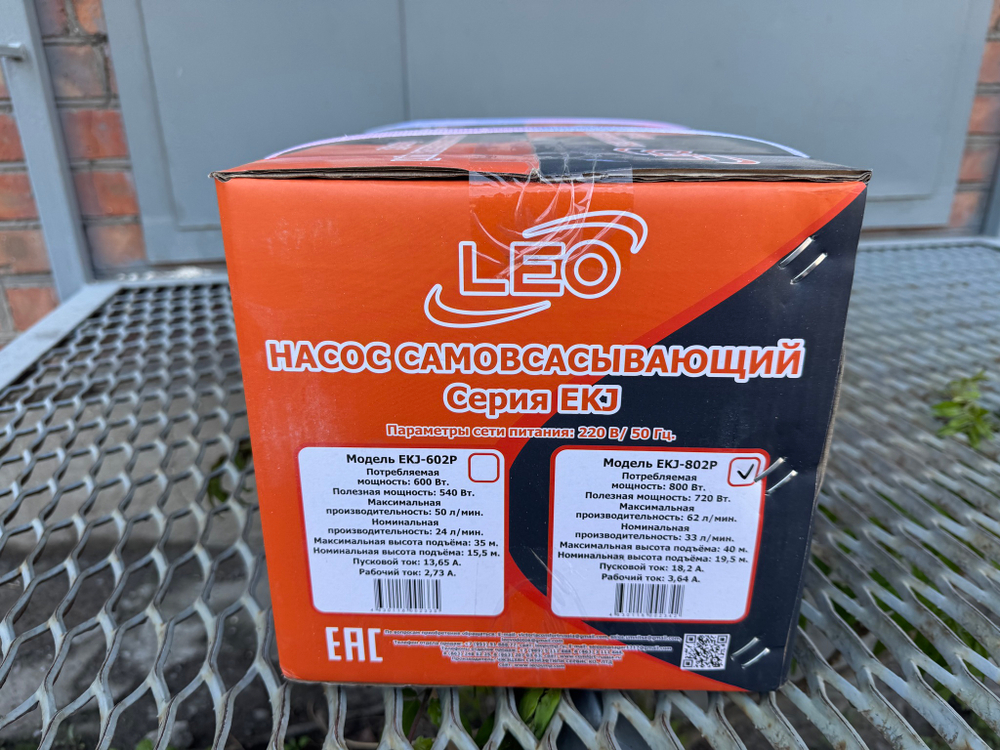 LEO
НАСОС САМОВСАСЫВАЮЩИЙ
Серия EKJ
Параметры сети питания: 220 В/ 50 Гц.
Модель EKJ-602P
Потребляемая
мощность: 600 Вт.
Полезная мощность: 540 Вт.
Максимальная
производительность: 50 л/мин.
Номинальная
производительность: 24 л/мин.
Максимальная высота подъёма: 35 м.
Номинальная высота подъёма: 15,5 м.
Пусковой ток: 13,65 А.
Рабочий ток: 2,73 А.
Модель EKJ-802P
Потребляемая
мощность: 800 Вт.
Полезная мощность: 720 Вт.
Максимальная
производительность: 62 л/мин.
Номинальная
производительность: 33 л/мин.
Максимальная высота подъёма: 40 м.
Номинальная высота подъёма: 19,5 м.
Пусковой ток: 18,2 А.
Рабочий ток: 3,64 А.
EAC